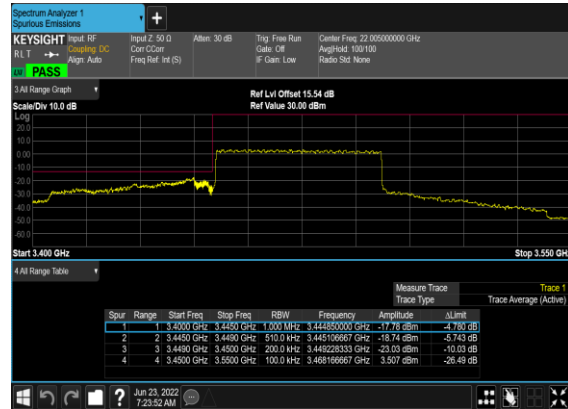 Spectrum Analyzer 1
Spurious Emissions
+
KEYSIGHT Input: RF Input Z: 50 Ω Atten: 30 dB Trig: Free Run Center Freq: 22.005000000 GHz
RLT Coupling: DC Corr CCorr Gate: Off Avg|Hold: 100/100
Align: Auto Freq Ref: Int (S) IF Gain: Low Radio Std: None
LW PASS
3 All Range Graph
Ref Lvl Offset 15.54 dB
Scale/Div 10.0 dB Ref Value 30.00 dBm
Log
20.0
10.0
0.00
-10.0
-20.0
-30.0
-40.0
-50.0
-60.0
Start 3.400 GHz Stop 3.550 GHz
4 All Range Table
Measure Trace Trace 1
Trace Type Trace Average (Active)
Spur Range Start Freq Stop Freq RBW Frequency Amplitude ΔLimit
1 1 3.4000 GHz 3.4450 GHz 1.000 MHz 3.444850000 GHz -17.78 dBm -4.780 dB
2 2 3.4450 GHz 3.4490 GHz 510.0 kHz 3.445106667 GHz -18.74 dBm -5.743 dB
3 3 3.4490 GHz 3.4500 GHz 200.0 kHz 3.449228333 GHz -23.03 dBm -10.03 dB
4 4 3.4500 GHz 3.5500 GHz 100.0 kHz 3.468166667 GHz 3.507 dBm -26.49 dB
? Jun 23, 2022
7:23:52 AM